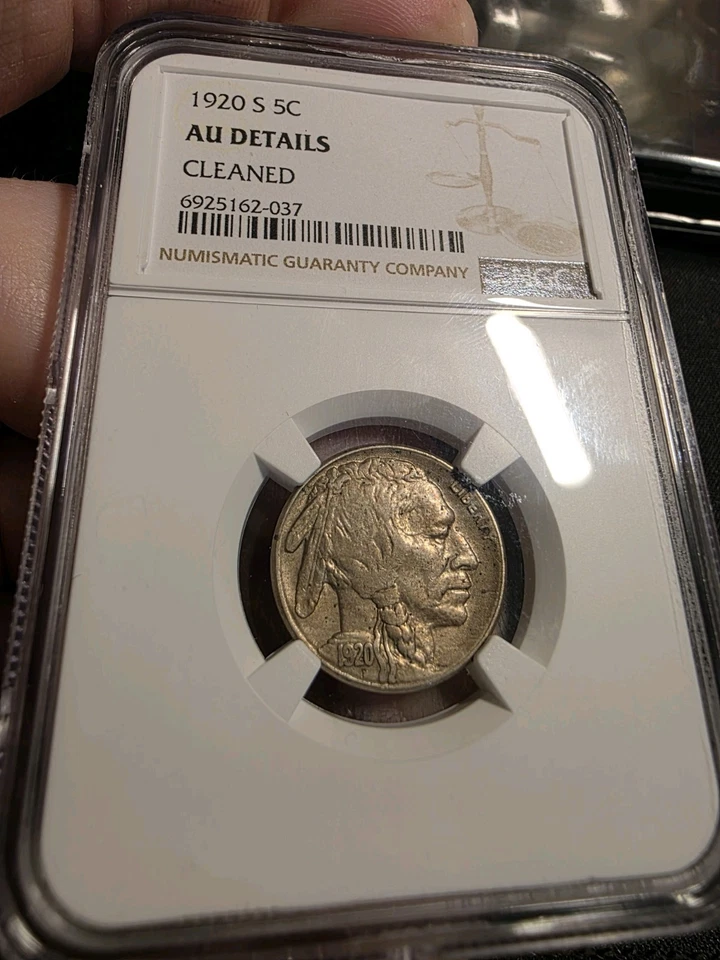 1920 S 5C
AU DETAILS
CLEANED
6925162-037
NUMISMATIC GUARANTY COMPANY
LIBERTY
1920
F